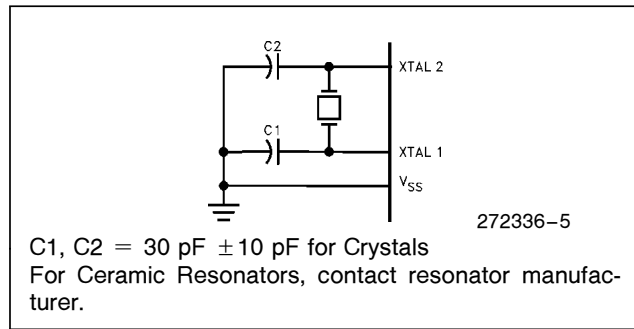 C2
XTAL 2
C1
XTAL 1
VSS
272336–5
C1, C2 = 30 pF ±10 pF for Crystals
For Ceramic Resonators, contact resonator manufac-
turer.